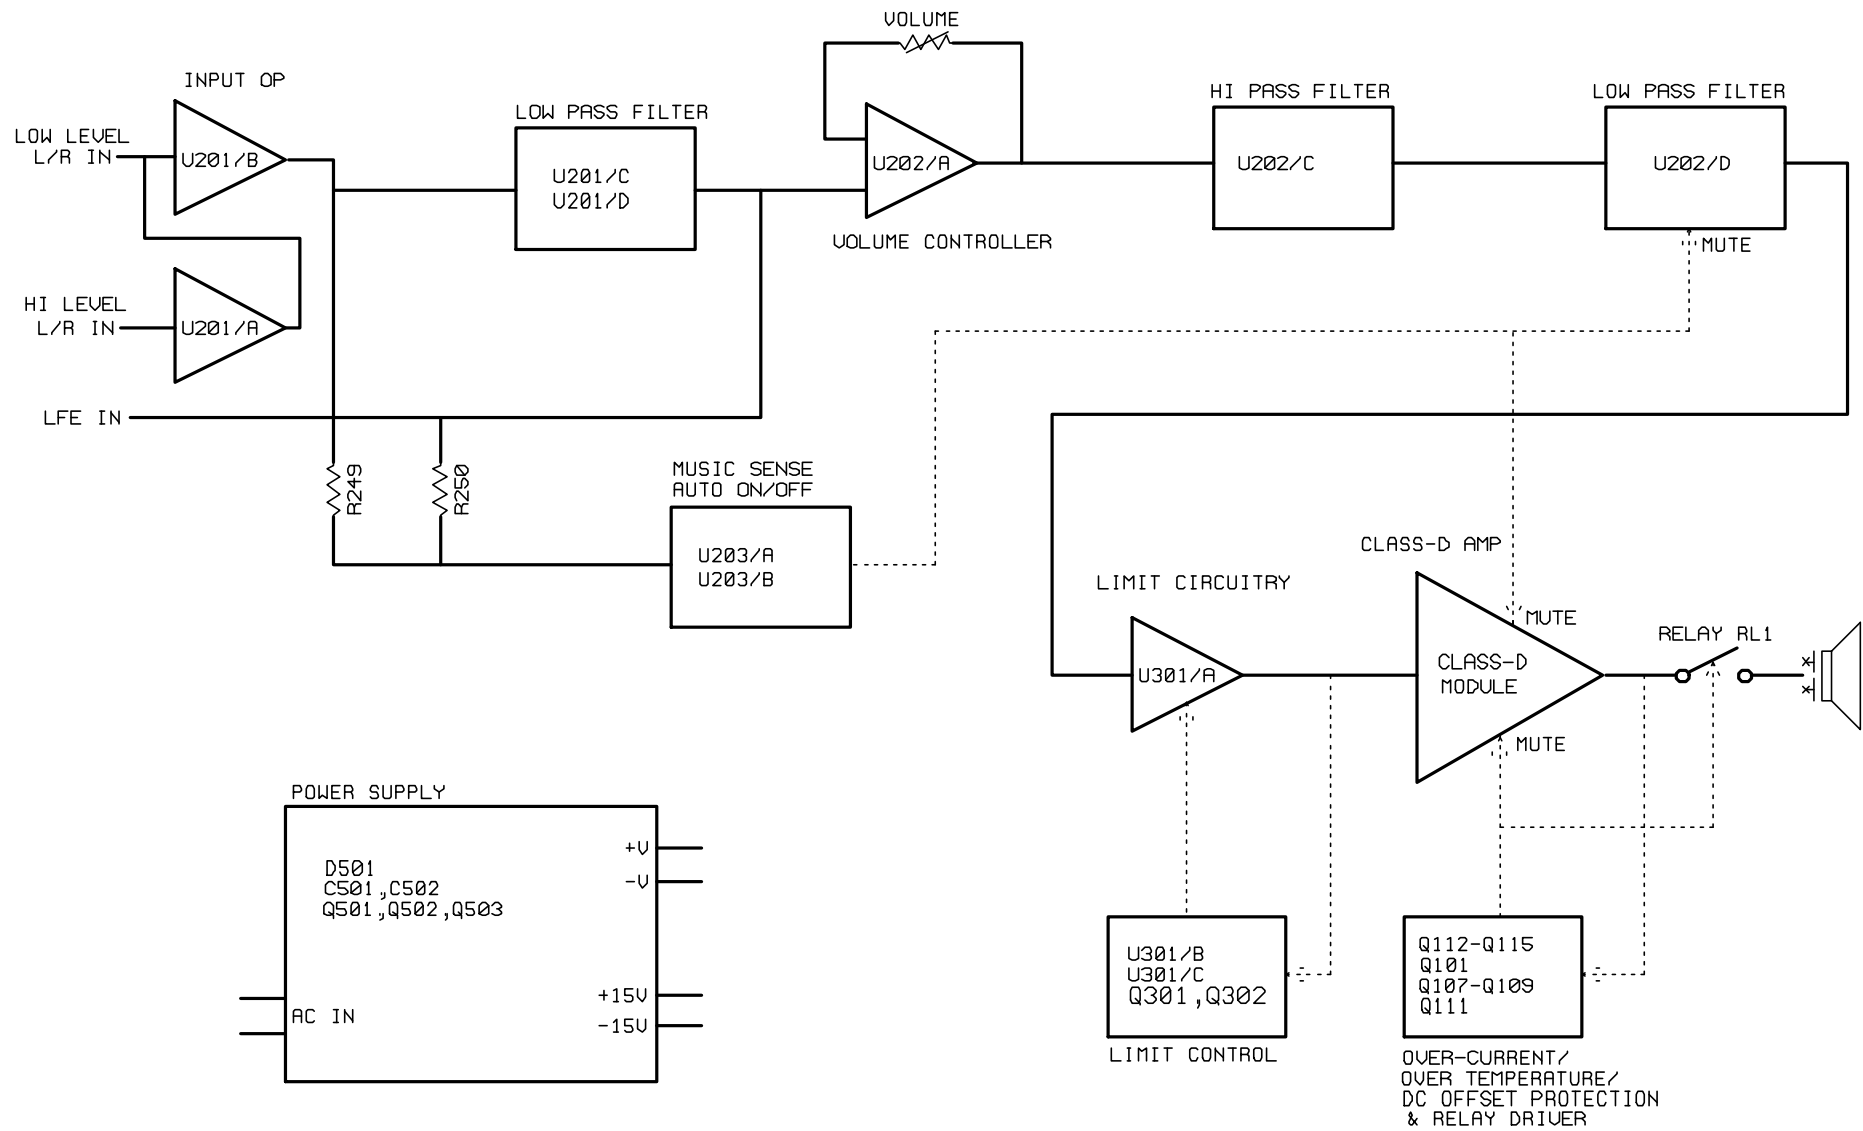 VOLUME
INPUT OP
LOW LEVEL
L/R IN
U201/B
HI LEVEL
L/R IN
U201/A
LFE IN
LOW PASS FILTER
U201/C
U201/D
U202/A
VOLUME CONTROLLER
HI PASS FILTER
U202/C
LOW PASS FILTER
U202/D
MUTE
R249
R250
MUSIC SENSE
AUTO ON/OFF
U203/A
U203/B
LIMIT CIRCUITRY
U301/A
CLASS-D AMP
MUTE
CLASS-D
MODULE
MUTE
RELAY RL1
POWER SUPPLY
D501
C501,C502
Q501,Q502,Q503
+V
-V
+15V
-15V
AC IN
U301/B
U301/C
Q301,Q302
LIMIT CONTROL
Q112-Q115
Q101
Q107-Q109
Q111
OVER-CURRENT/
OVER TEMPERATURE/
DC OFFSET PROTECTION
& RELAY DRIVER